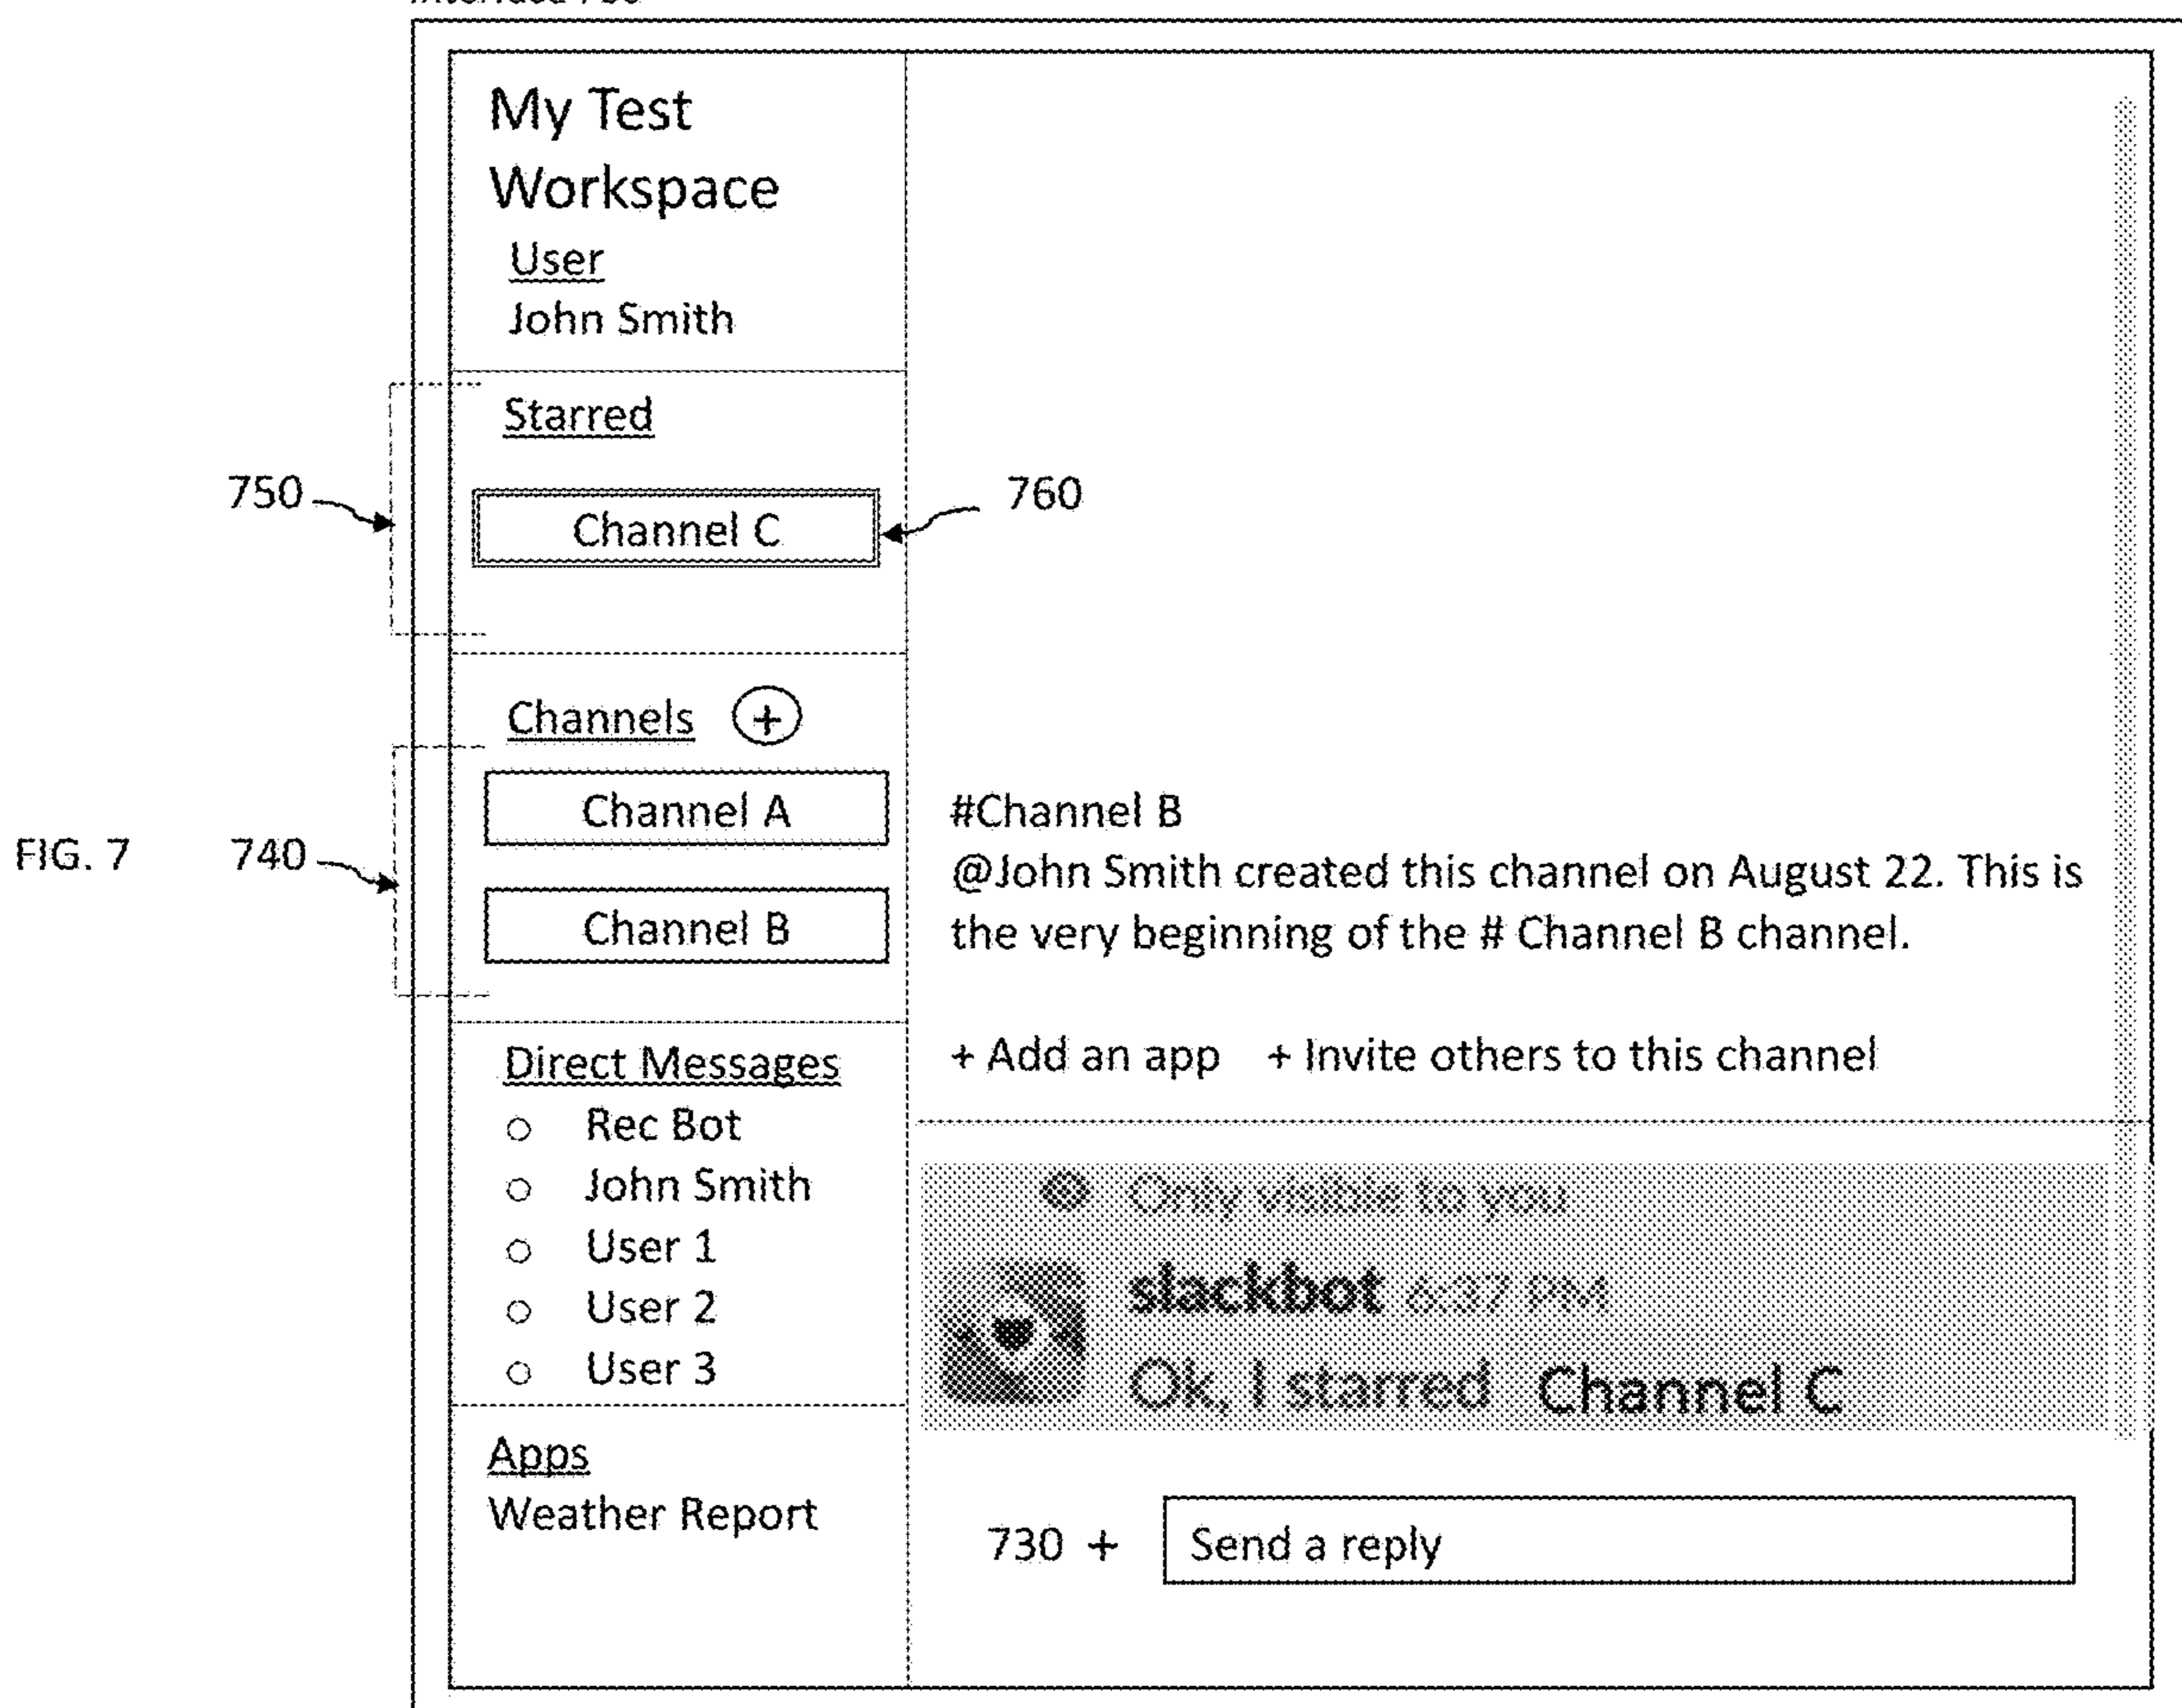 My Test
Workspace
User
John Smith
Starred
750
Channel C
760
Channels +
Channel A
Channel B
FIG. 7
740
Direct Messages
Rec Bot
John Smith
User 1
User 2
User 3
Apps
Weather Report
#Channel B
@John Smith created this channel on August 22. This is
the very beginning of the # Channel B channel.
+ Add an app + Invite others to this channel
Only visible to you
slackbot 6:37 PM
Ok, I starred Channel C
730 +
Send a reply